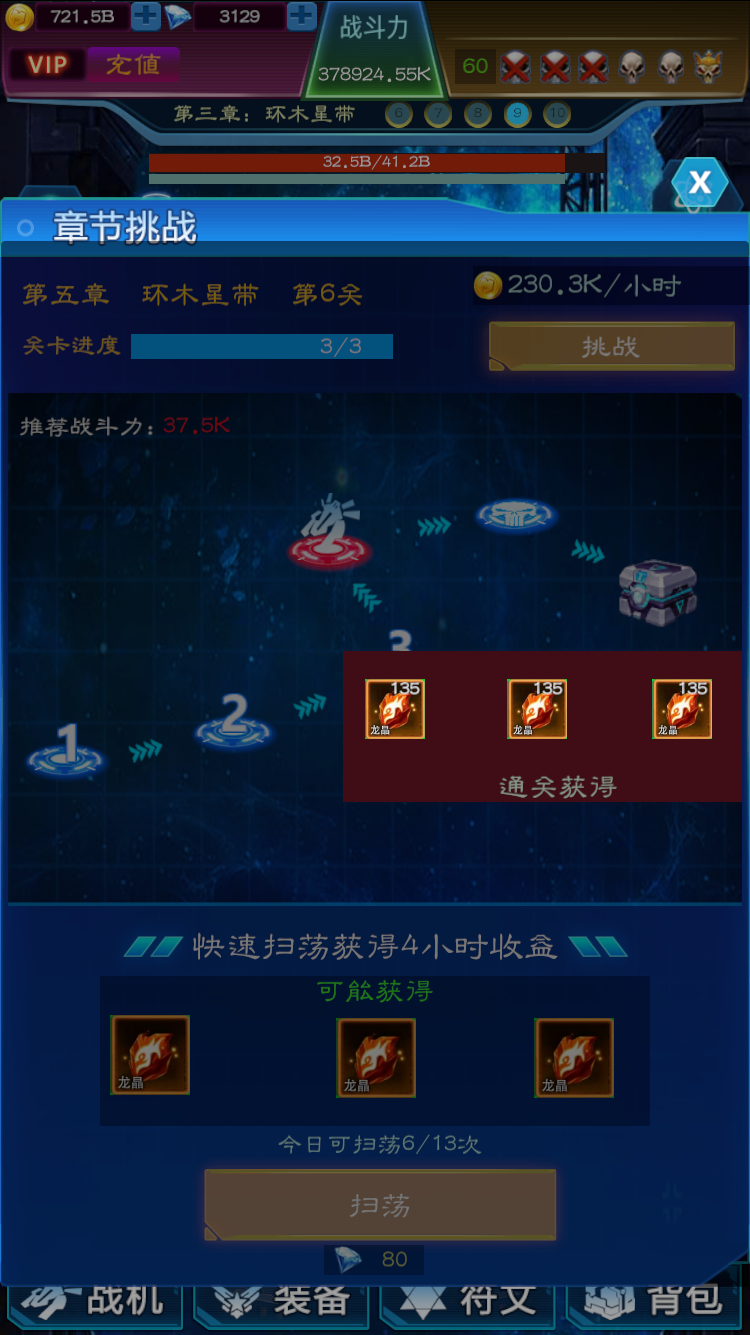 721.5B 3129 战斗力
VIP 充值 378924.55K 60
第三章：环木星带 6 7 8 9 10
32.5B/41.2B
X
章节挑战
第五章 环木星带 第6关 230.3K/小时
关卡进度 3/3 挑战
推荐战斗力：37.5K
3
135 135 135
龙晶 龙晶 龙晶
2
1
通关获得
快速扫荡获得4小时收益
可能获得
龙晶 龙晶 龙晶
今日可扫荡6/13次
扫荡
80
战机 装备 符文 背包